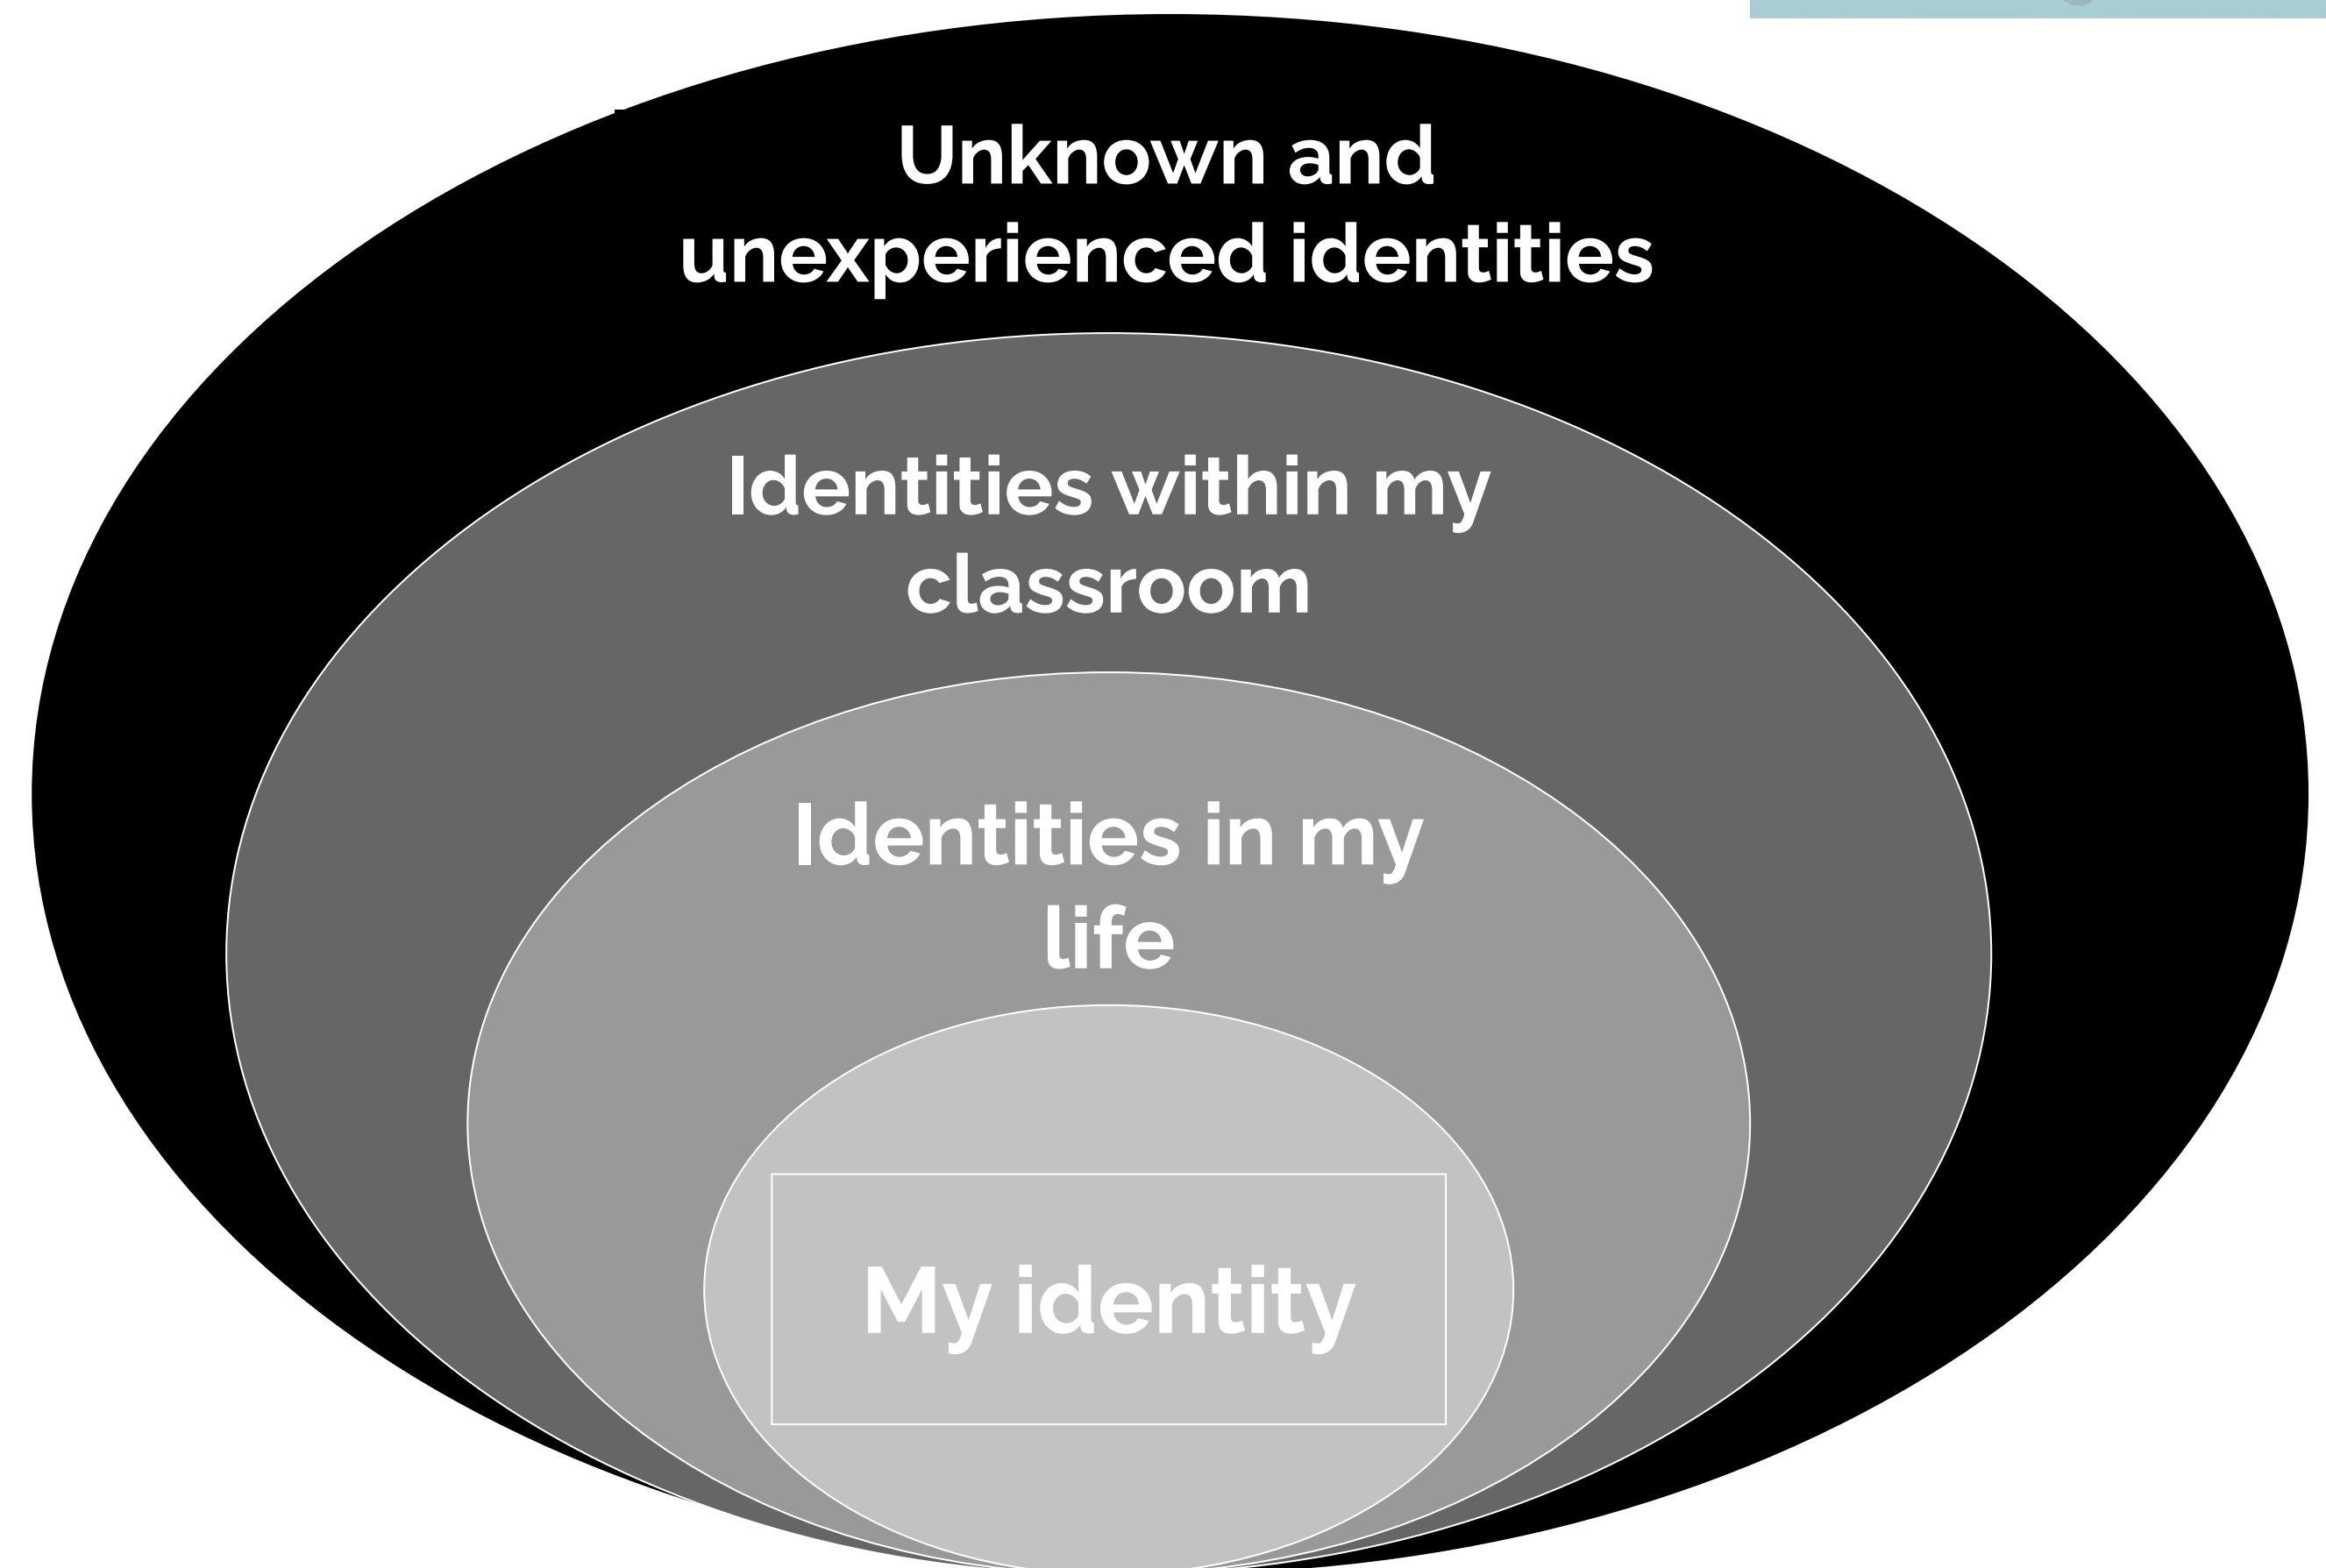 Unknown and
unexperienced identities
Identities within my
classroom
Identities in my
life
My identity